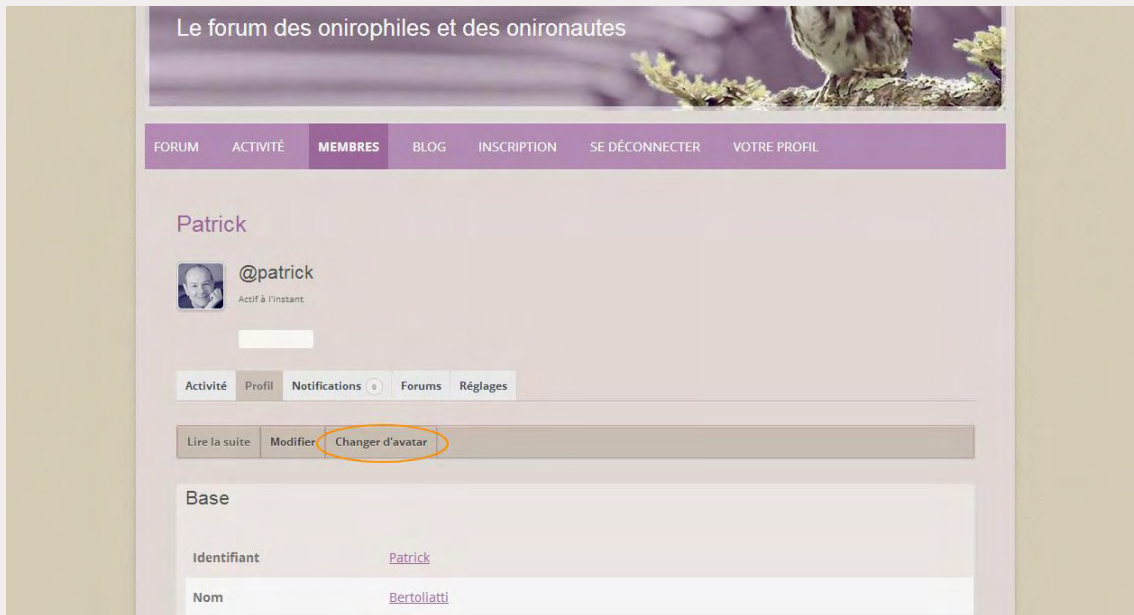 Le forum des onirophiles et des onironautes
FORUM ACTIVITÉ MEMBRES BLOG INSCRIPTION SE DÉCONNECTER VOTRE PROFIL
Patrick
@patrick
Actif à l'instant
Activité Profil Notifications 0 Forums Réglages
Lire la suite Modifier Changer d'avatar
Base
Identifiant Patrick
Nom Bertoliatti